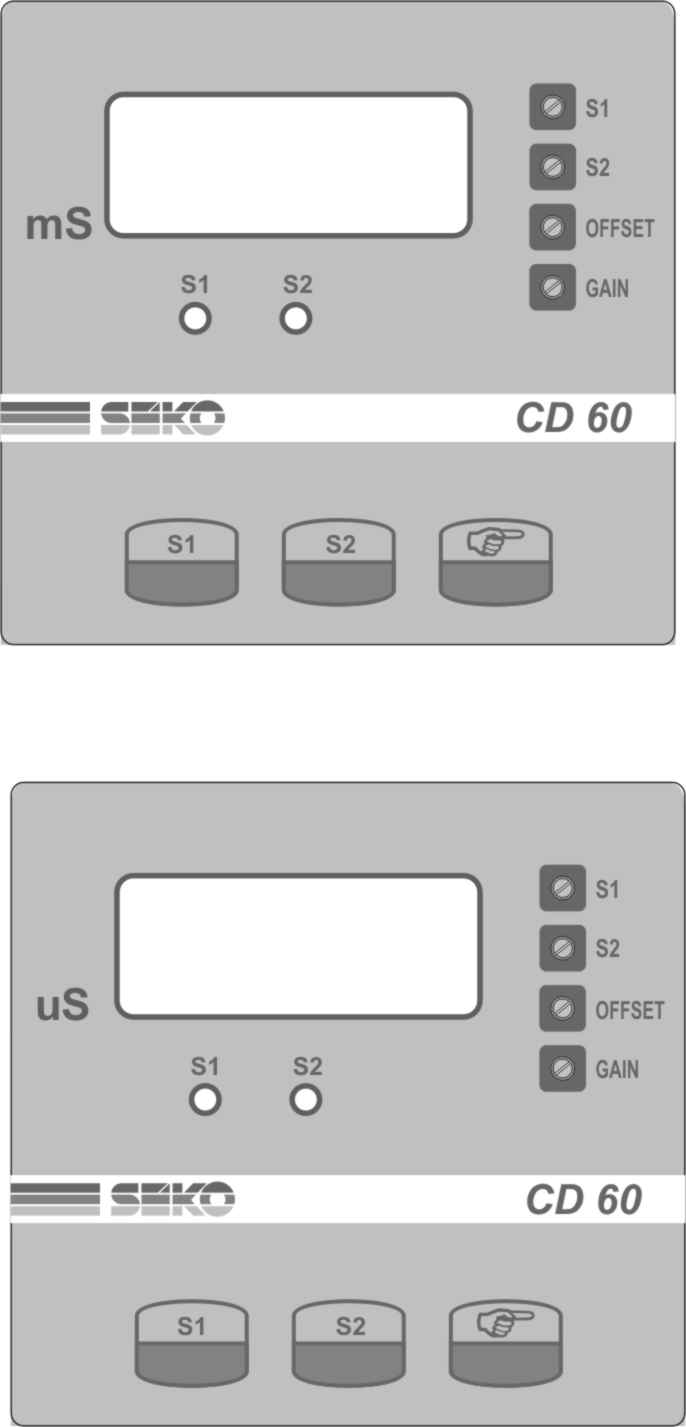 S1
S2
mS
OFFSET
S1 S2
GAIN
SEKO CD 60
S1 S2
S1
S2
uS
OFFSET
S1 S2
GAIN
SEKO CD 60
S1 S2